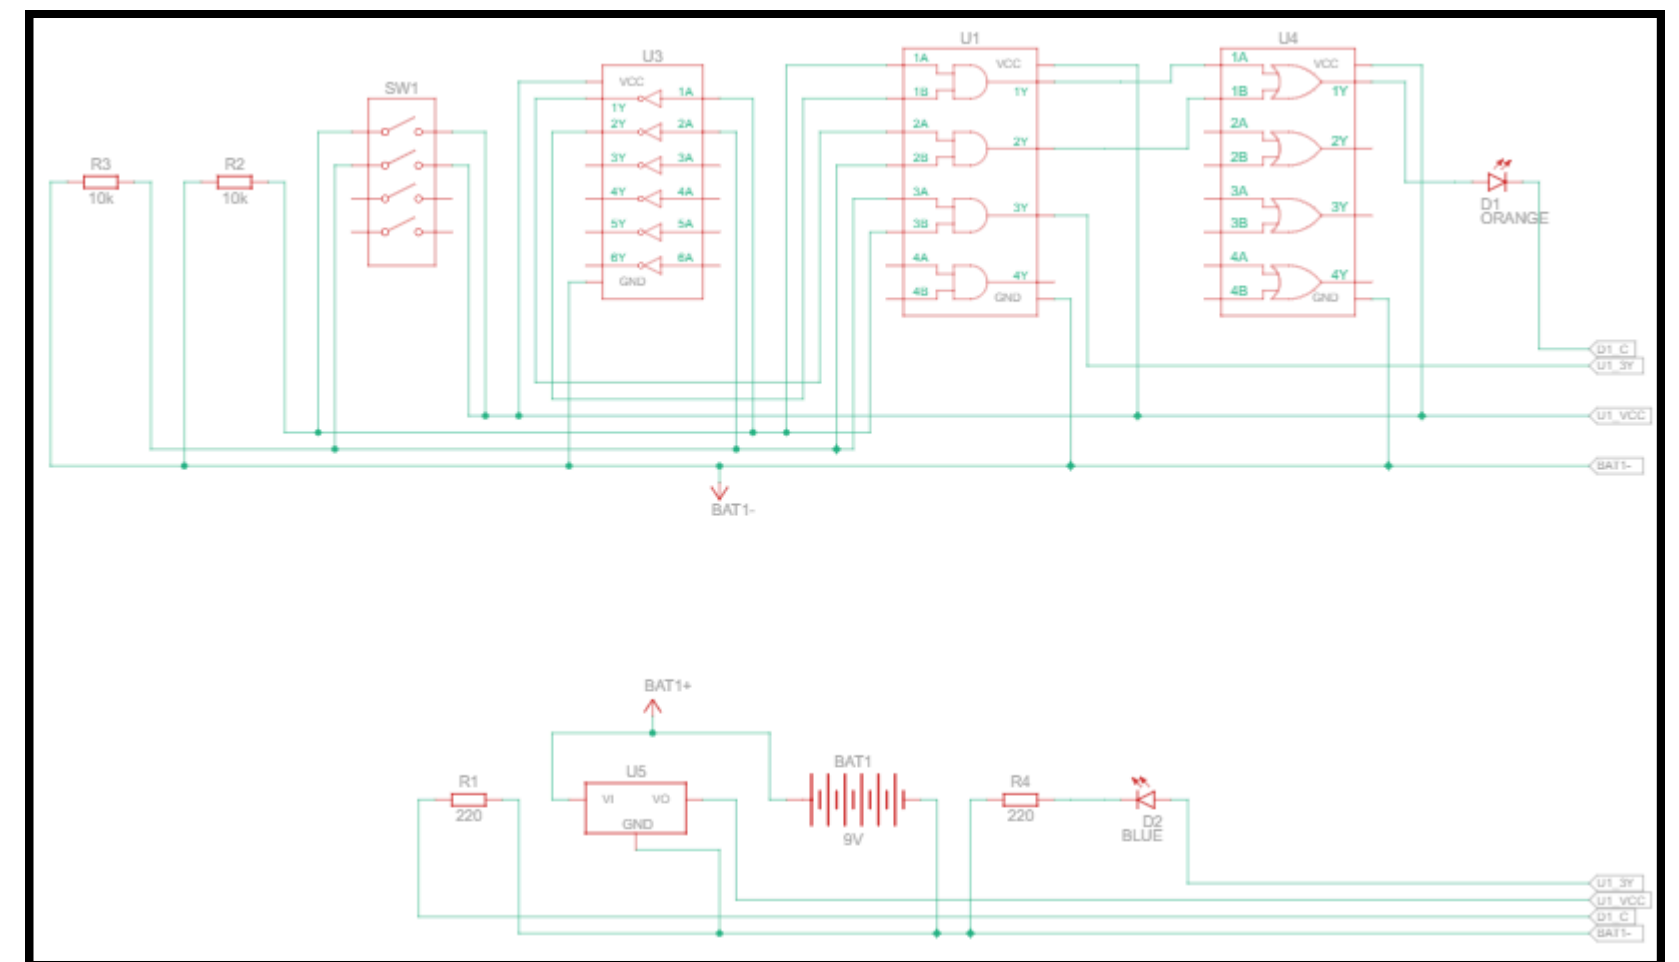 U1
U4
U3
SW1
R3
10k
R2
10k
VCC
1Y
1A
2Y
2A
3Y
3A
4Y
4A
5Y
5A
6Y
6A
GND
1A
VCC
1B
1Y
2A
2Y
2B
3A
3Y
3B
4A
4Y
4B
GND
1A
VCC
1B
1Y
2A
2Y
2B
3A
3Y
3B
4A
4Y
4B
GND
D1
ORANGE
D1_C
U1_3Y
U1_VCC
BAT1-
BAT1-
BAT1+
R1
220
U5
VI
VO
GND
BAT1
9V
R4
220
D2
BLUE
U1_3Y
U1_VCC
D1_C
BAT1-